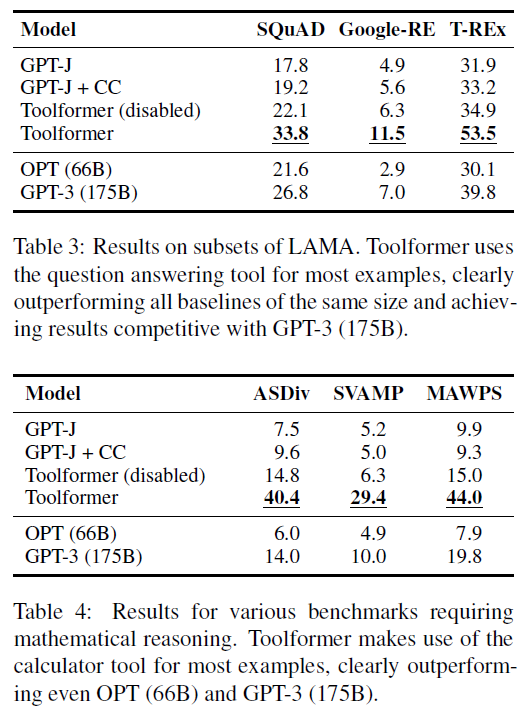 Model SQuAD Google-RE T-REx
GPT-J 17.8 4.9 31.9
GPT-J + CC 19.2 5.6 33.2
Toolformer (disabled) 22.1 6.3 34.9
Toolformer 33.8 11.5 53.5
OPT (66B) 21.6 2.9 30.1
GPT-3 (175B) 26.8 7.0 39.8
Table 3: Results on subsets of LAMA. Toolformer uses
the question answering tool for most examples, clearly
outperforming all baselines of the same size and achiev-
ing results competitive with GPT-3 (175B).
Model ASDiv SVAMP MAWPS
GPT-J 7.5 5.2 9.9
GPT-J + CC 9.6 5.0 9.3
Toolformer (disabled) 14.8 6.3 15.0
Toolformer 40.4 29.4 44.0
OPT (66B) 6.0 4.9 7.9
GPT-3 (175B) 14.0 10.0 19.8
Table 4: Results for various benchmarks requiring
mathematical reasoning. Toolformer makes use of the
calculator tool for most examples, clearly outperform-
ing even OPT (66B) and GPT-3 (175B).